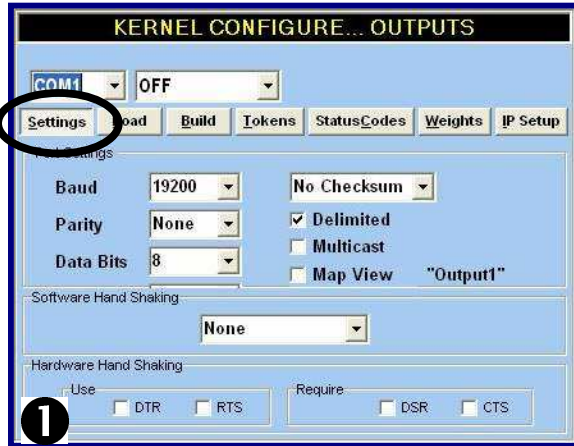 KERNEL CONFIGURE... OUTPUTS
COM1 OFF
Settings Build Tokens StatusCodes Weights IP Setup
Baud 19200 No Checksum
Parity None Delimited
Multicast
Data Bits 8
Map View "Output1"
Software Hand Shaking
None
Hardware Hand Shaking
Use Require
DTR RTS DSR CTS
1